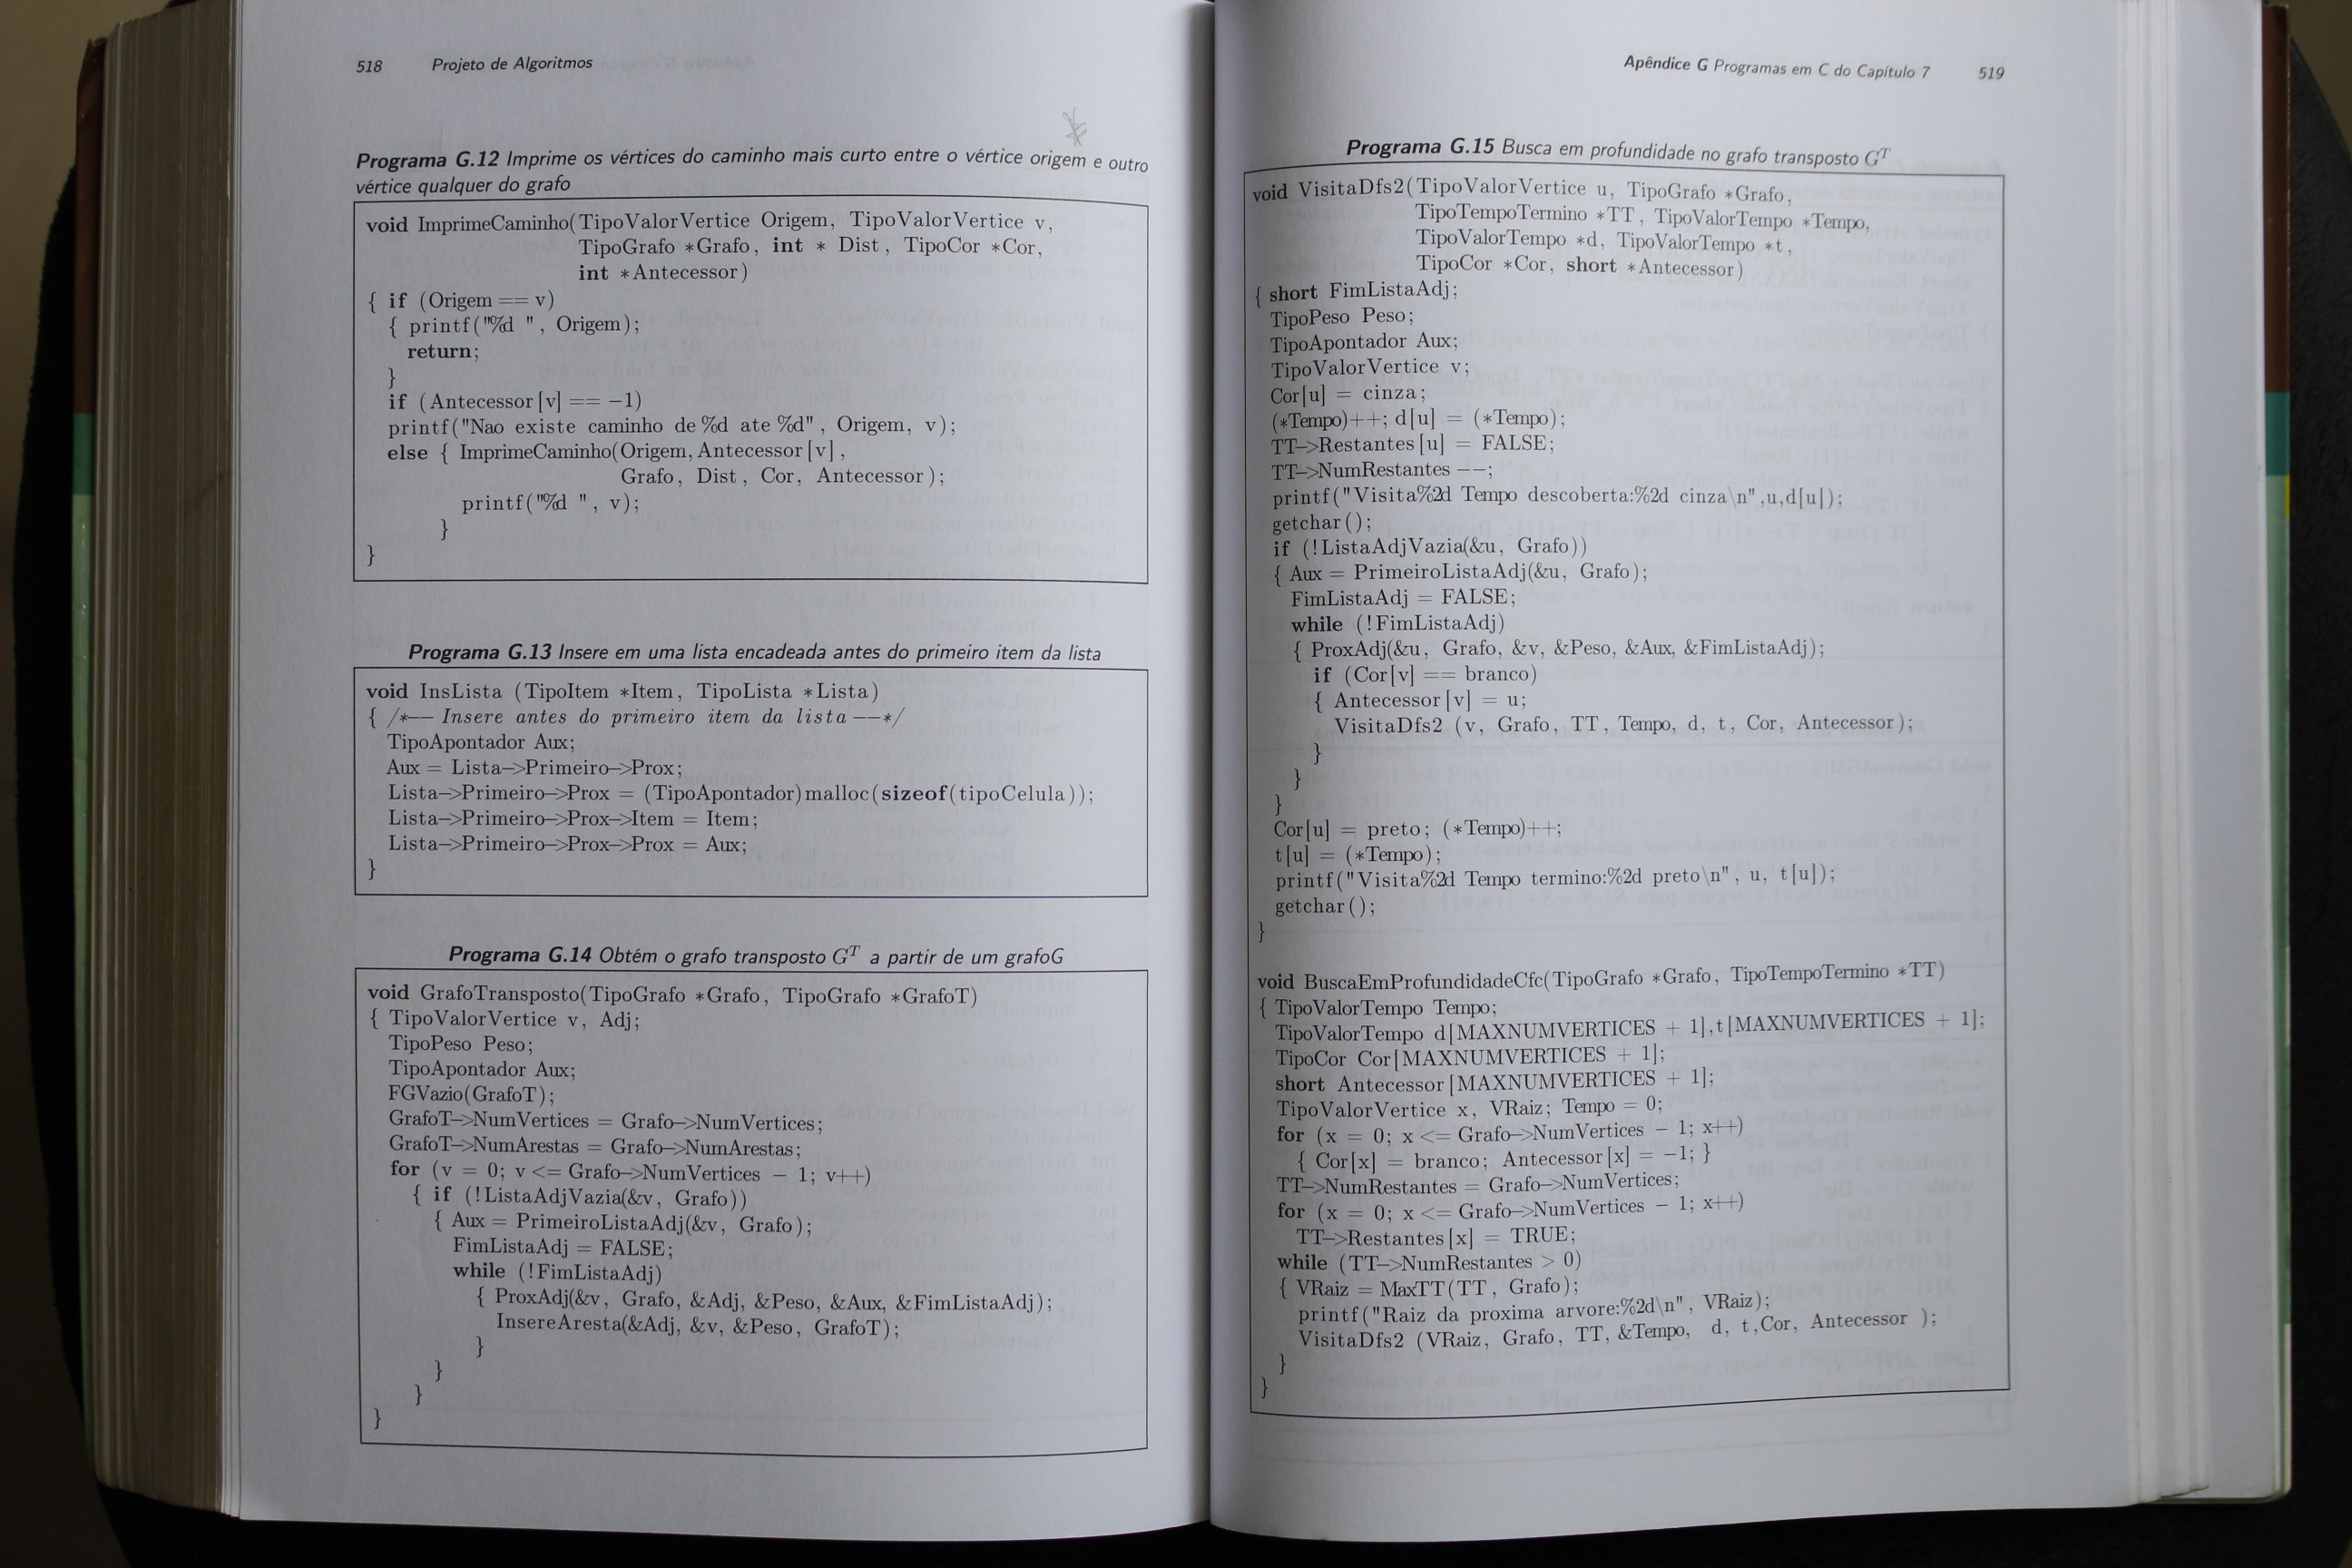 518 Projeto de Algoritmos
Programa G.12 Imprime os vértices do caminho mais curto entre o vértice origem e outro
vértice qualquer do grafo
void ImprimeCaminho(TipoValorVertice Origem, TipoValorVertice v,
TipoGrafo *Grafo, int * Dist, TipoCor *Cor,
int *Antecessor)
{ if (Origem == v)
{ printf("%d ", Origem);
return;
}
if (Antecessor[v] == -1)
printf("Nao existe caminho de %d ate %d", Origem, v);
else { ImprimeCaminho(Origem, Antecessor[v],
Grafo, Dist, Cor, Antecessor);
printf("%d ", v);
}
}
Programa G.13 Insere em uma lista encadeada antes do primeiro item da lista
void InsLista (TipoItem *Item, TipoLista *Lista)
{ /*-- Insere antes do primeiro item da lista --*/
TipoApontador Aux;
Aux = Lista->Primeiro->Prox;
Lista->Primeiro->Prox = (TipoApontador)malloc(sizeof(tipoCelula));
Lista->Primeiro->Prox->Item = Item;
Lista->Primeiro->Prox->Prox = Aux;
}
Programa G.14 Obtém o grafo transposto G^T a partir de um grafoG
void GrafoTransposto(TipoGrafo *Grafo, TipoGrafo *GrafoT)
{ TipoValorVertice v, Adj;
TipoPeso Peso;
TipoApontador Aux;
FGVazio(GrafoT);
GrafoT->NumVertices = Grafo->NumVertices;
GrafoT->NumArestas = Grafo->NumArestas;
for (v = 0; v <= Grafo->NumVertices - 1; v++)
{ if (!ListaAdjVazia(&v, Grafo))
{ Aux = PrimeiroListaAdj(&v, Grafo);
FimListaAdj = FALSE;
while (!FimListaAdj)
{ ProxAdj(&v, Grafo, &Adj, &Peso, &Aux, &FimListaAdj);
InsereAresta(&Adj, &v, &Peso, GrafoT);
}
}
}
}
Apêndice G Programas em C do Capítulo 7 519
Programa G.15 Busca em profundidade no grafo transposto G^T
void VisitaDfs2(TipoValorVertice u, TipoGrafo *Grafo,
TipoTempoTermino *TT, TipoValorTempo *Tempo,
TipoValorTempo *d, TipoValorTempo *t,
TipoCor *Cor, short *Antecessor)
{ short FimListaAdj;
TipoPeso Peso;
TipoApontador Aux;
TipoValorVertice v;
Cor[u] = cinza;
(*Tempo)++; d[u] = (*Tempo);
TT->Restantes[u] = FALSE;
TT->NumRestantes--;
printf("Visita%2d Tempo descoberta:%2d cinza\n",u,d[u]);
getchar();
if (!ListaAdjVazia(&u, Grafo))
{ Aux = PrimeiroListaAdj(&u, Grafo);
FimListaAdj = FALSE;
while (!FimListaAdj)
{ ProxAdj(&u, Grafo, &v, &Peso, &Aux, &FimListaAdj);
if (Cor[v] == branco)
{ Antecessor[v] = u;
VisitaDfs2 (v, Grafo, TT, Tempo, d, t, Cor, Antecessor);
}
}
}
Cor[u] = preto; (*Tempo)++;
t[u] = (*Tempo);
printf("Visita%2d Tempo termino:%2d preto\n", u, t[u]);
getchar();
}
void BuscaEmProfundidadeCfc(TipoGrafo *Grafo, TipoTempoTermino *TT)
{ TipoValorTempo Tempo;
TipoValorTempo d[MAXNUMVERTICES + 1],t[MAXNUMVERTICES + 1];
TipoCor Cor[MAXNUMVERTICES + 1];
short Antecessor[MAXNUMVERTICES + 1];
TipoValorVertice x, VRaiz; Tempo = 0;
for (x = 0; x <= Grafo->NumVertices - 1; x++)
{ Cor[x] = branco; Antecessor[x] = -1; }
TT->NumRestantes = Grafo->NumVertices;
for (x = 0; x <= Grafo->NumVertices - 1; x++)
TT->Restantes[x] = TRUE;
while (TT->NumRestantes > 0)
{ VRaiz = MaxTT(TT, Grafo);
printf("Raiz da proxima arvore:%2d\n", VRaiz);
VisitaDfs2 (VRaiz, Grafo, TT, &Tempo, d, t,Cor, Antecessor );
}
}